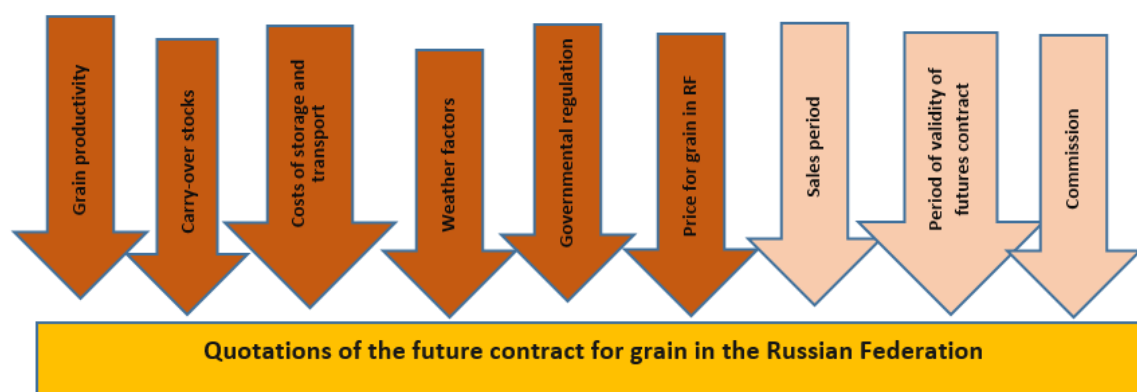 Grain productivity
Carry-over stocks
Costs of storage and
transport
Weather factors
Governmental regulation
Price for grain in RF
Sales period
Period of validity of
futures contract
Commission
Quotations of the future contract for grain in the Russian Federation